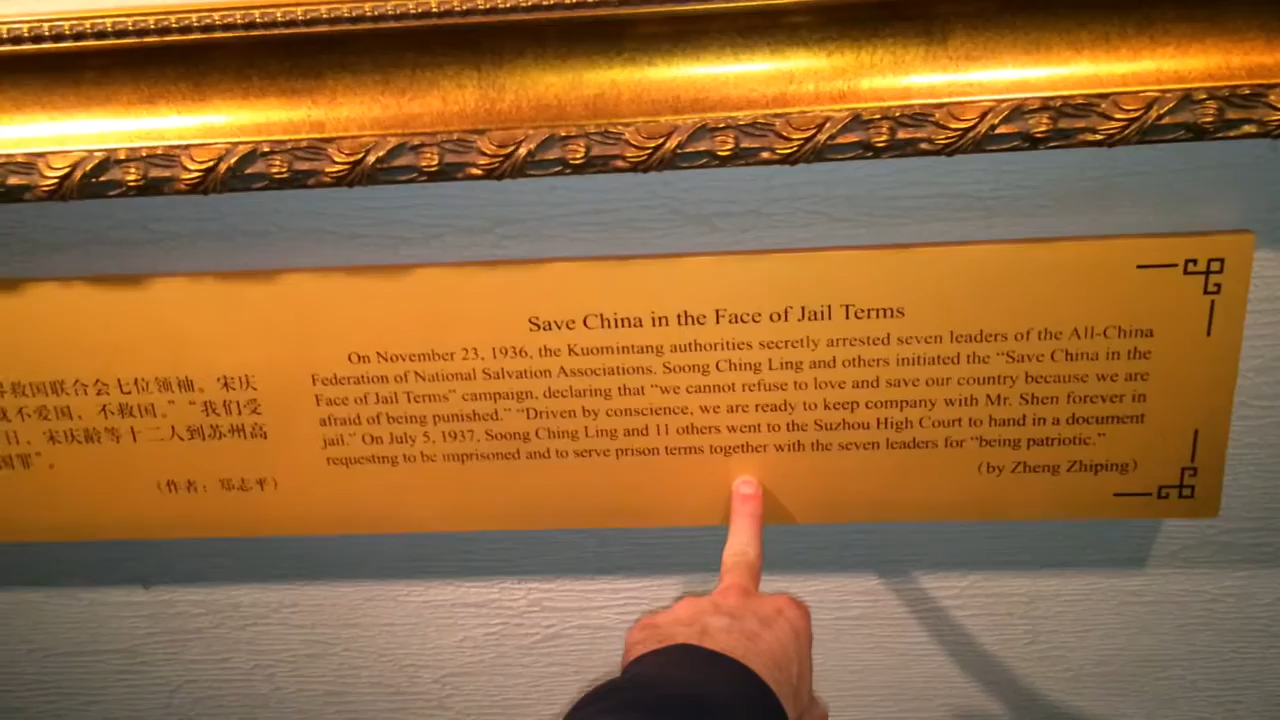 救国联合会七位领袖。宋庆
就不爱国，不救国。”“我们受
日，宋庆龄等十二人到苏州高
国罪”。
（作者：郑志平）
Save China in the Face of Jail Terms
On November 23, 1936, the Kuomintang authorities secretly arrested seven leaders of the All-China
Federation of National Salvation Associations. Soong Ching Ling and others initiated the “Save China in the
Face of Jail Terms” campaign, declaring that “we cannot refuse to love and save our country because we are
afraid of being punished.” “Driven by conscience, we are ready to keep company with Mr. Shen forever in
jail.” On July 5, 1937, Soong Ching Ling and 11 others went to the Suzhou High Court to hand in a document
requesting to be imprisoned and to serve prison terms together with the seven leaders for “being patriotic.”
(by Zheng Zhiping)